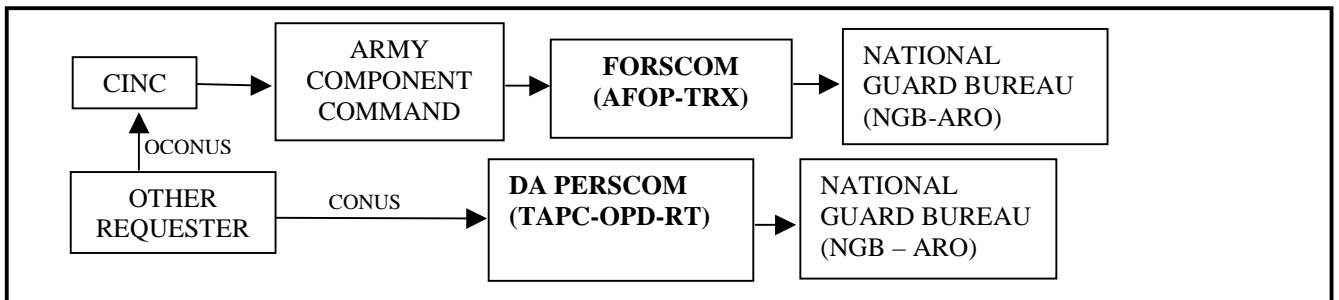 CINC
ARMY
COMPONENT
COMMAND
FORSCOM
(AFOP-TRX)
NATIONAL
GUARD BUREAU
(NGB-ARO)
OCONUS
OTHER
REQUESTER
CONUS
DA PERSCOM
(TAPC-OPD-RT)
NATIONAL
GUARD BUREAU
(NGB – ARO)